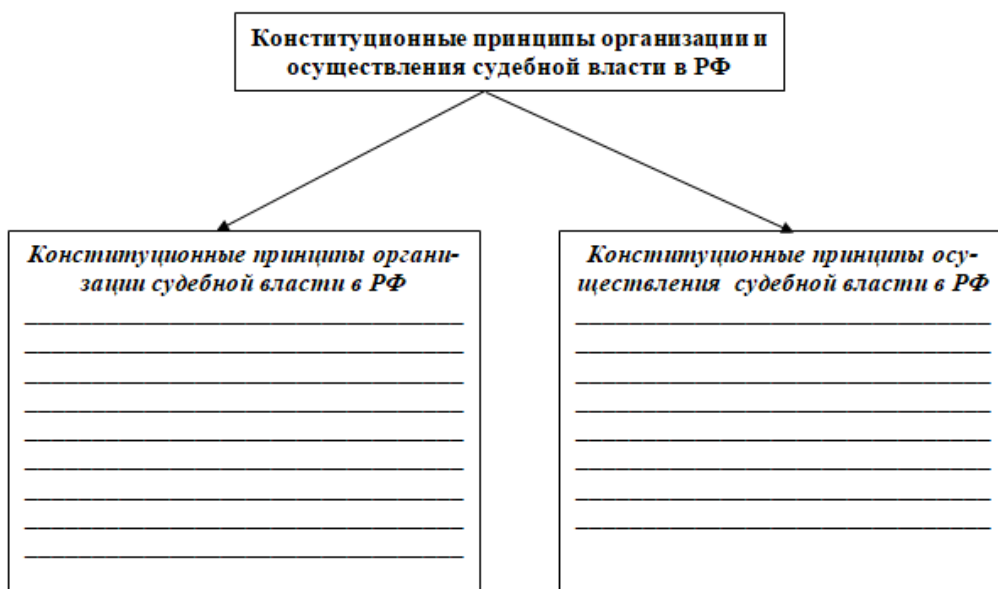 Конституционные принципы организации и
осуществления судебной власти в РФ
Конституционные принципы органи-
зации судебной власти в РФ
Конституционные принципы осу-
ществления судебной власти в РФ